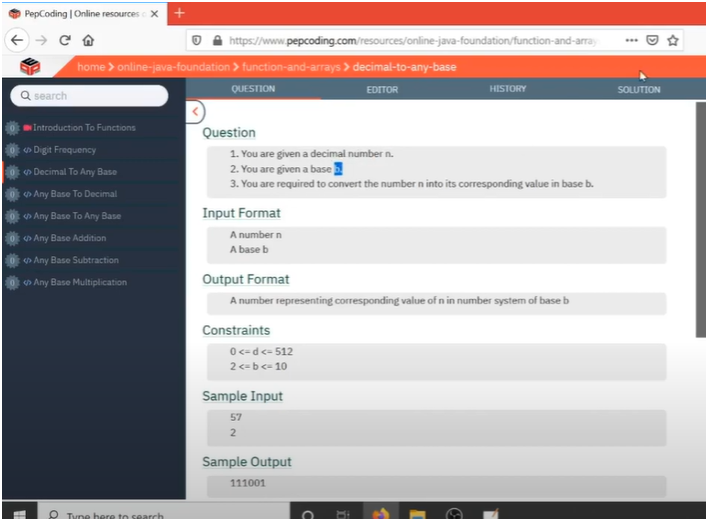 PepCoding | Online resources
https://www.pepcoding.com/resources/online-java-foundation/function-and-array
home > online-java-foundation > function-and-arrays > decimal-to-any-base
search
QUESTION EDITOR HISTORY SOLUTION
Introduction To Functions
Digit Frequency
Decimal To Any Base
Any Base To Decimal
Any Base To Any Base
Any Base Addition
Any Base Subtraction
Any Base Multiplication
Question
1. You are given a decimal number n.
2. You are given a base b.
3. You are required to convert the number n into its corresponding value in base b.
Input Format
A number n
A base b
Output Format
A number representing corresponding value of n in number system of base b
Constraints
0 <= d <= 512
2 <= b <= 10
Sample Input
57
2
Sample Output
111001
Type here to search